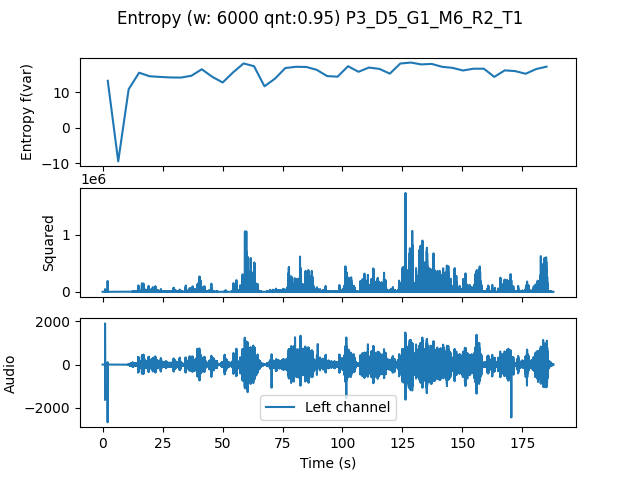 Entropy (w: 6000 qnt:0.95) P3_D5_G1_M6_R2_T1
Entropy f(var)
10
0
−10
1e6
Squared
1
0
Audio
2000
0
−2000
Left channel
0 25 50 75 100 125 150 175
Time (s)